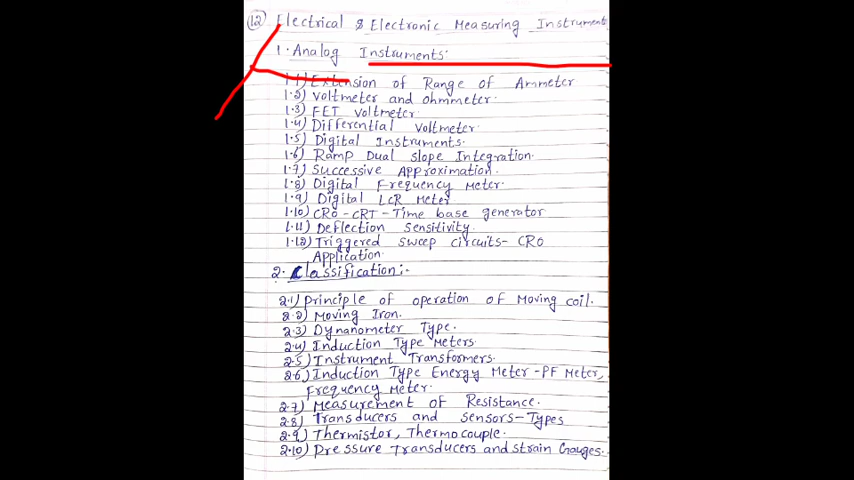 12 Electrical & Electronic Measuring Instruments
1. Analog Instruments.
1.1) Extension of Range of Ammeter
1.2) Voltmeter and ohmmeter.
1.3) FET Voltmeter
1.4) Differential Voltmeter.
1.5) Digital Instruments.
1.6) Ramp Dual slope Integration.
1.7) Successive Approximation.
1.8) Digital Frequency Meter.
1.9) Digital LCR Meter
1.10) CRO-CRT-Time base generator
1.11) Deflection Sensitivity.
1.12) Triggered sweep circuits- CRO
Application.
2. Classification:-
2.1) Principle of operation of Moving coil.
2.2) Moving Iron.
2.3) Dynanometer Type.
2.4) Induction Type Meters.
2.5) Instrument Transformers.
2.6) Induction Type Energy Meter-PF Meter,
Frequency Meter.
2.7) Measurement of Resistance.
2.8) Transducers and sensors-Types
2.9) Thermistor, Thermocouple.
2.10) Pressure Transducers and strain Gauges.